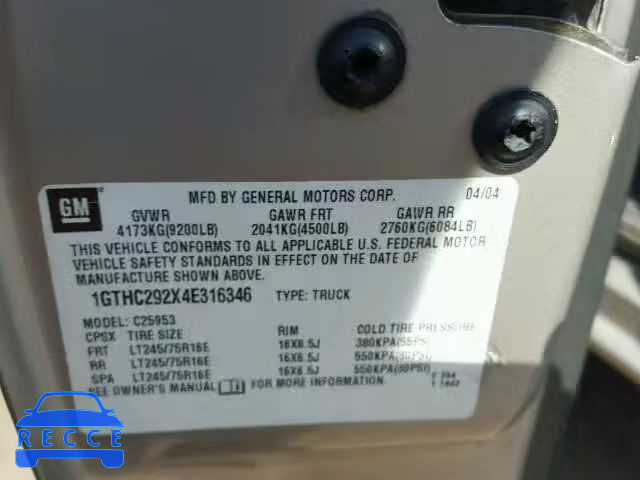 GM
MFD BY GENERAL MOTORS CORP. 04/04
GVWR GAWR FRT GAWR RR
4173KG(9200LB) 2041KG(4500LB) 2760KG(6084LB)
THIS VEHICLE CONFORMS TO ALL APPLICABLE U.S. FEDERAL MOTOR
VEHICLE SAFETY STANDARDS IN EFFECT ON THE DATE OF
MANUFACTURE SHOWN ABOVE.
1GTHC292X4E316346 TYPE: TRUCK
MODEL: C25953
CPSX TIRE SIZE RIM COLD TIRE PRESSURE
FRT LT245/75R16E 16X6.5J 380KPA(55PSI)
RR LT245/75R16E 16X6.5J 550KPA(80PSI)
SPA LT245/75R16E 16X6.5J 550KPA(80PSI)
SEE OWNER'S MANUAL FOR MORE INFORMATION.
RECCE